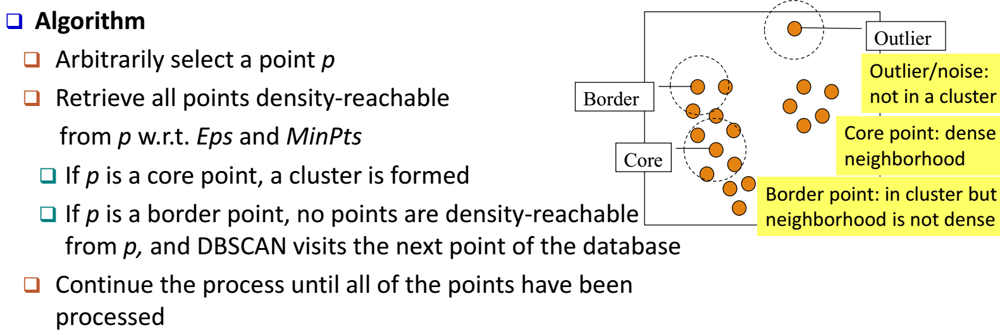 Algorithm
Arbitrarily select a point p
Retrieve all points density-reachable
from p w.r.t. Eps and MinPts
If p is a core point, a cluster is formed
If p is a border point, no points are density-reachable
from p, and DBSCAN visits the next point of the database
Continue the process until all of the points have been
processed
Outlier
Border
Core
Outlier/noise:
not in a cluster
Core point: dense
neighborhood
Border point: in cluster but
neighborhood is not dense